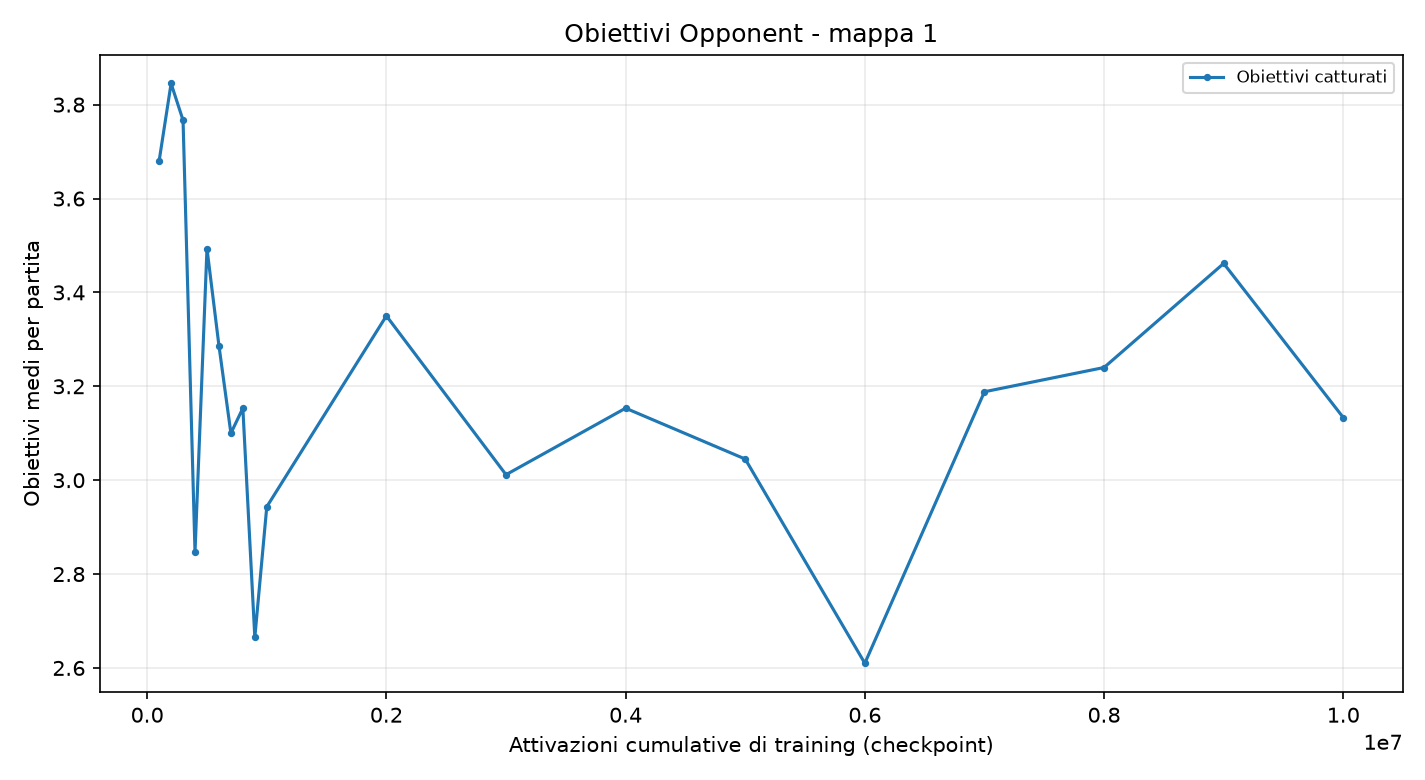 Obiettivi Opponent - mappa 1
Obiettivi catturati
Obiettivi medi per partita
3.8
3.6
3.4
3.2
3.0
2.8
2.6
0.0 0.2 0.4 0.6 0.8 1.0
1e7
Attivazioni cumulative di training (checkpoint)